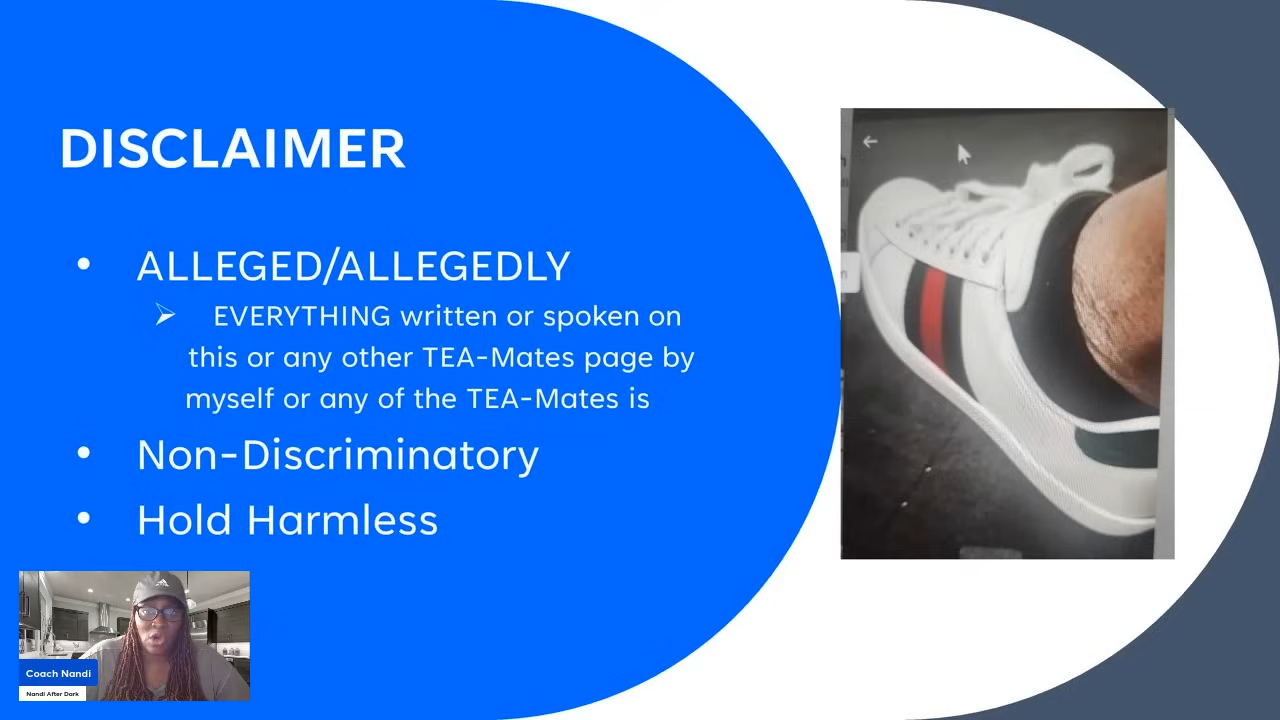 DISCLAIMER
• ALLEGED/ALLEGEDLY
➢ EVERYTHING written or spoken on
this or any other TEA-Mates page by
myself or any of the TEA-Mates is
• Non-Discriminatory
• Hold Harmless
Coach Nandi
Nandi After Dark